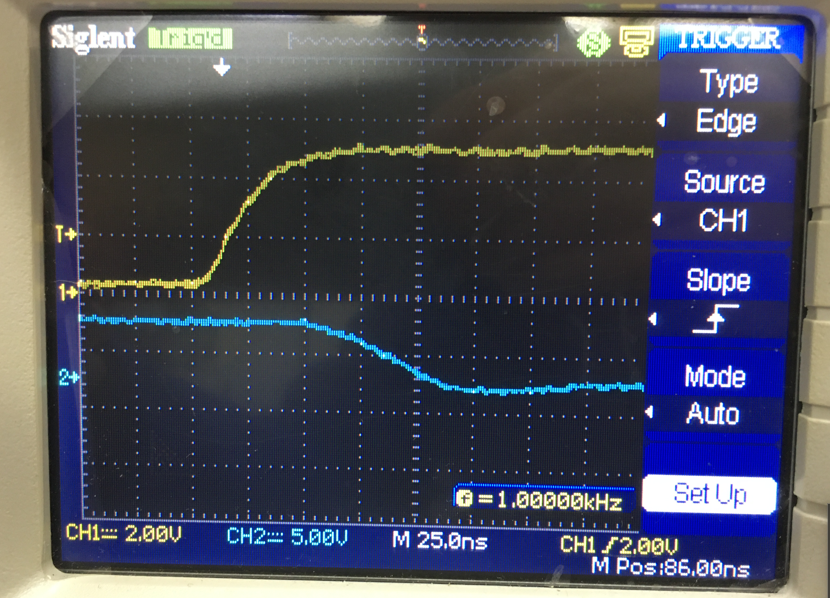 Siglent Trig'd T S TRIGGER
Type
Edge
Source
CH1
T
Slope
1
Mode
2
Auto
Set Up
f = 1.00000kHz
CH1 2.00V CH2 5.00V M 25.0ns CH1 2.00V
M Pos:86.00ns